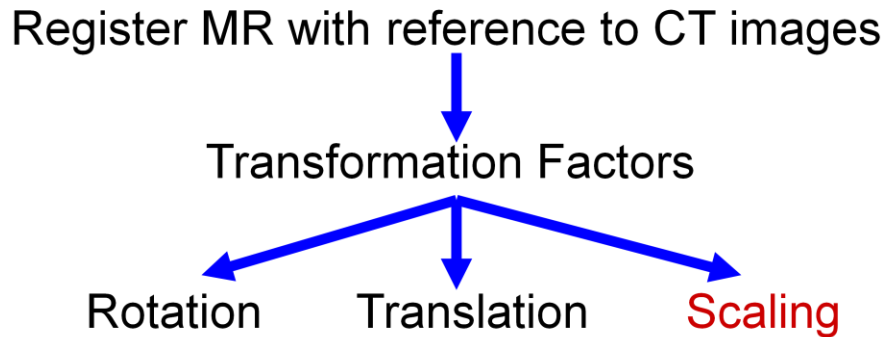 Register MR with reference to CT images
Transformation Factors
Rotation Translation Scaling